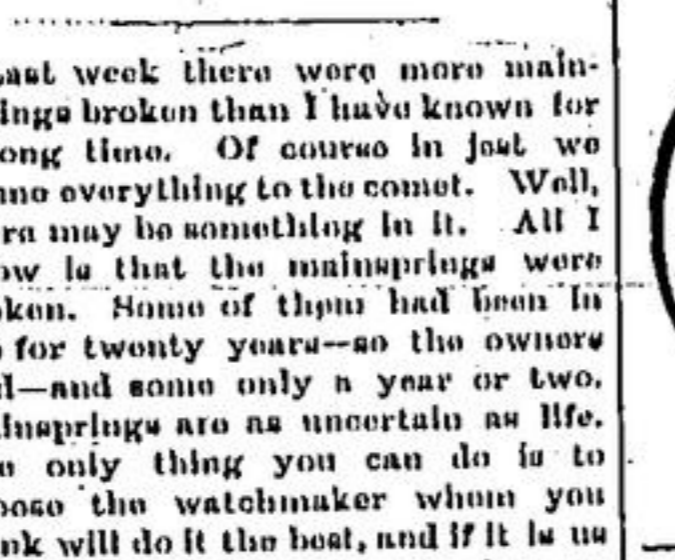 ast week there were more main-
ings broken than I have known for
ong time. Of course in jest we
me everything to the comet. Well,
re may be something in it. All I
ow is that the mainsprings were
ken. Some of them had been in
for twenty years—so the owners
d—and some only a year or two.
insprings are as uncertain as life.
e only thing you can do is to
oose the watchmaker whom you
nk will do it the best, and if it is us